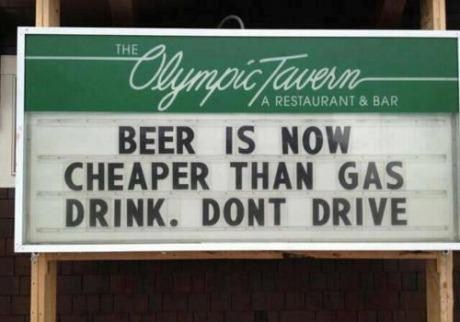 THE Olympic Tavern
A RESTAURANT & BAR
BEER IS NOW
CHEAPER THAN GAS
DRINK. DONT DRIVE